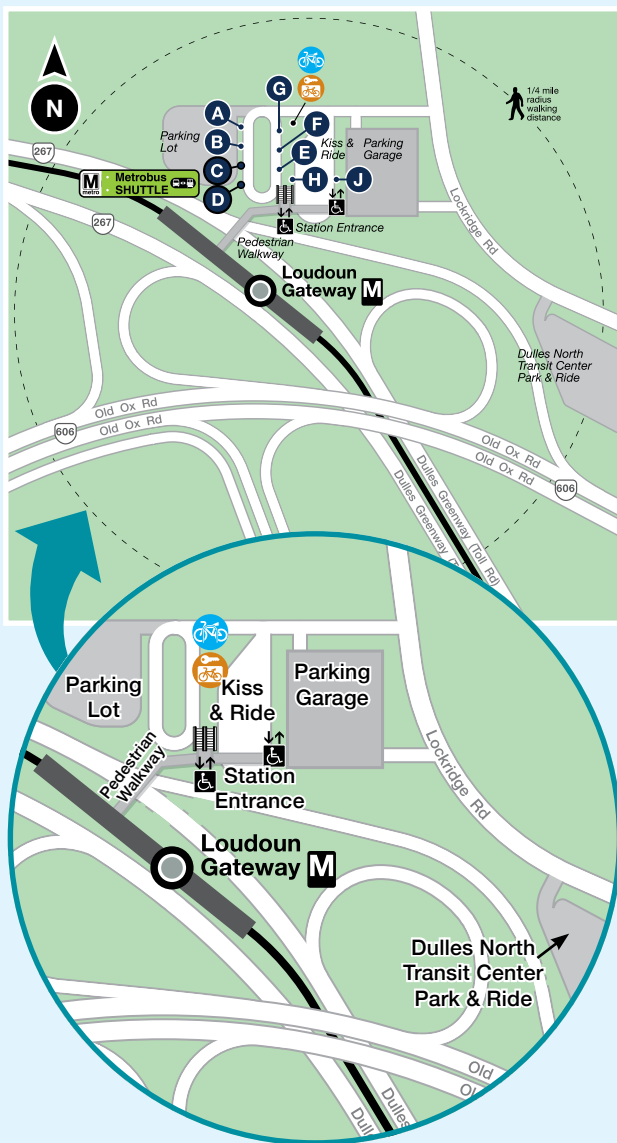 N
1/4 mile
radius
walking
distance
G
A
F
Parking
Lot
B
Kiss
& Ride
Parking
Garage
267
C
E
M
metro
Metrobus
SHUTTLE
H
J
D
267
Station Entrance
Pedestrian
Walkway
Lockridge Rd
Loudoun
Gateway M
Dulles North
Transit Center
Park & Ride
Old Ox Rd
606
Old Ox Rd
Old Ox Rd
Old Ox Rd
606
Dulles Greenway (Toll Rd)
Dulles Greenway (T
Parking
Lot
Kiss
& Ride
Parking
Garage
Pedestrian
Walkway
Station
Entrance
Lockridge Rd
Loudoun
Gateway M
Dulles North
Transit Center
Park & Ride
Old
Ol
Dulles
Dull